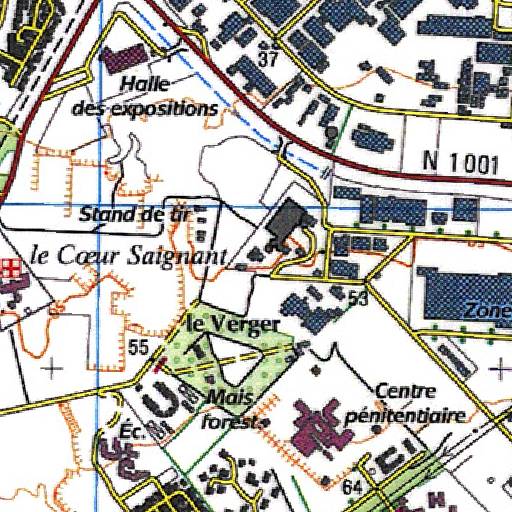 37
Halle
des expositions
N 1001
Stand de tir
le Cœur Saignant
53
Zone
le Verger
55
Mais.
forest.
Centre
pénitentiaire
Éc.
64